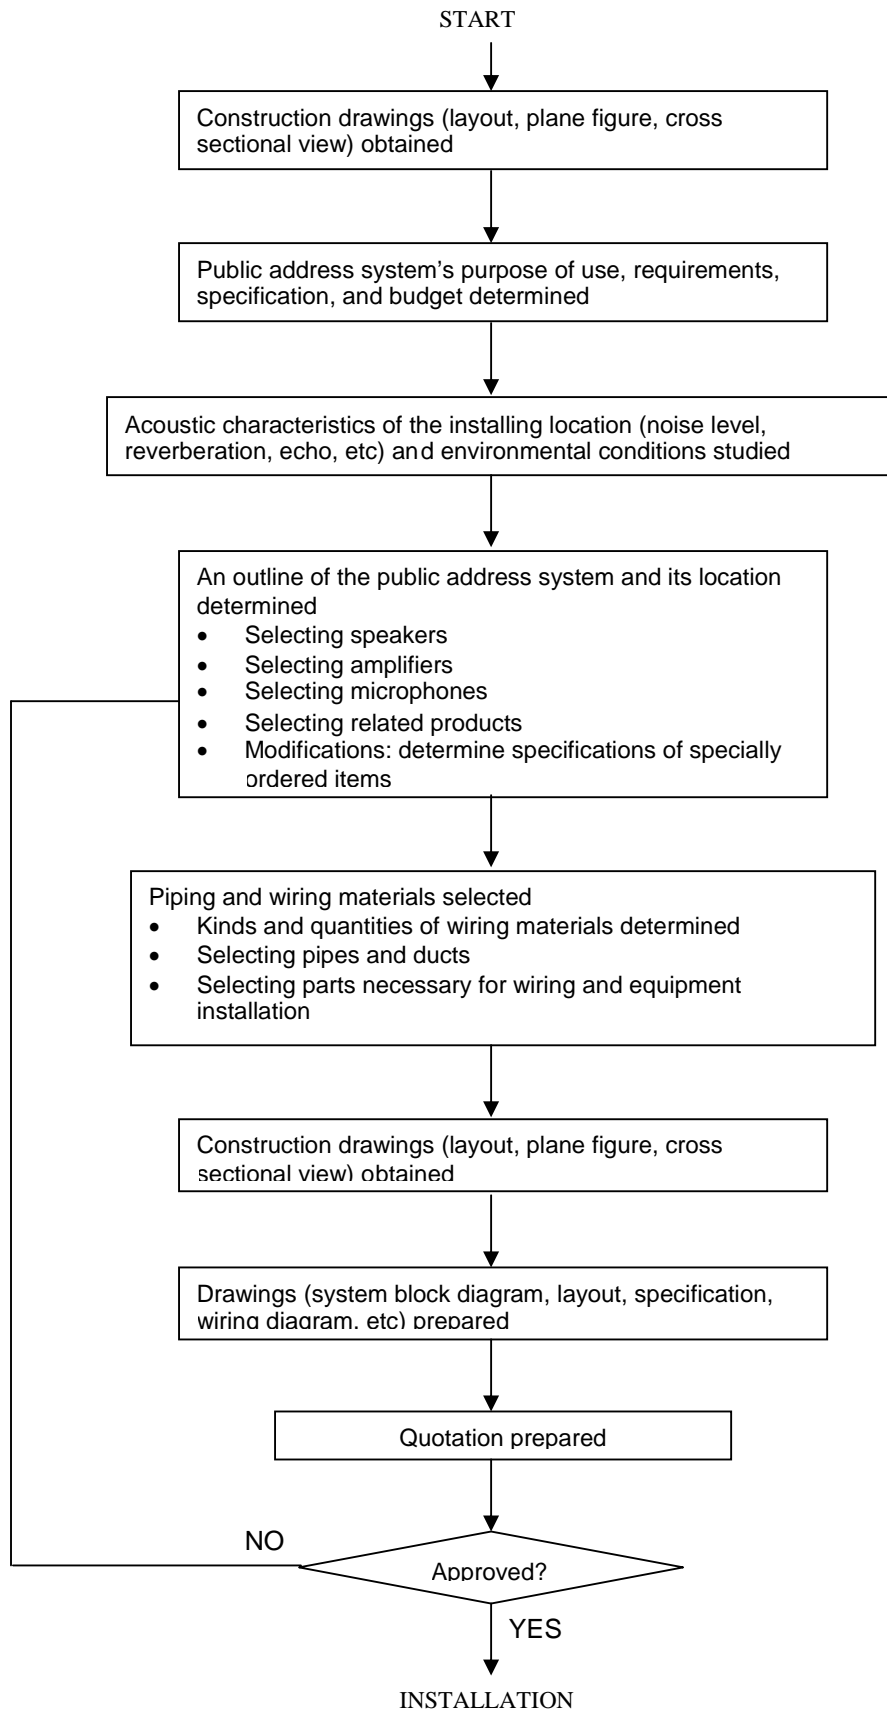 START
Construction drawings (layout, plane figure, cross
sectional view) obtained
Public address system’s purpose of use, requirements,
specification, and budget determined
Acoustic characteristics of the installing location (noise level,
reverberation, echo, etc) and environmental conditions studied
An outline of the public address system and its location
determined
• Selecting speakers
• Selecting amplifiers
• Selecting microphones
• Selecting related products
• Modifications: determine specifications of specially
ordered items
Piping and wiring materials selected
• Kinds and quantities of wiring materials determined
• Selecting pipes and ducts
• Selecting parts necessary for wiring and equipment
installation
Construction drawings (layout, plane figure, cross
sectional view) obtained
Drawings (system block diagram, layout, specification,
wiring diagram, etc) prepared
Quotation prepared
NO
Approved?
YES
INSTALLATION